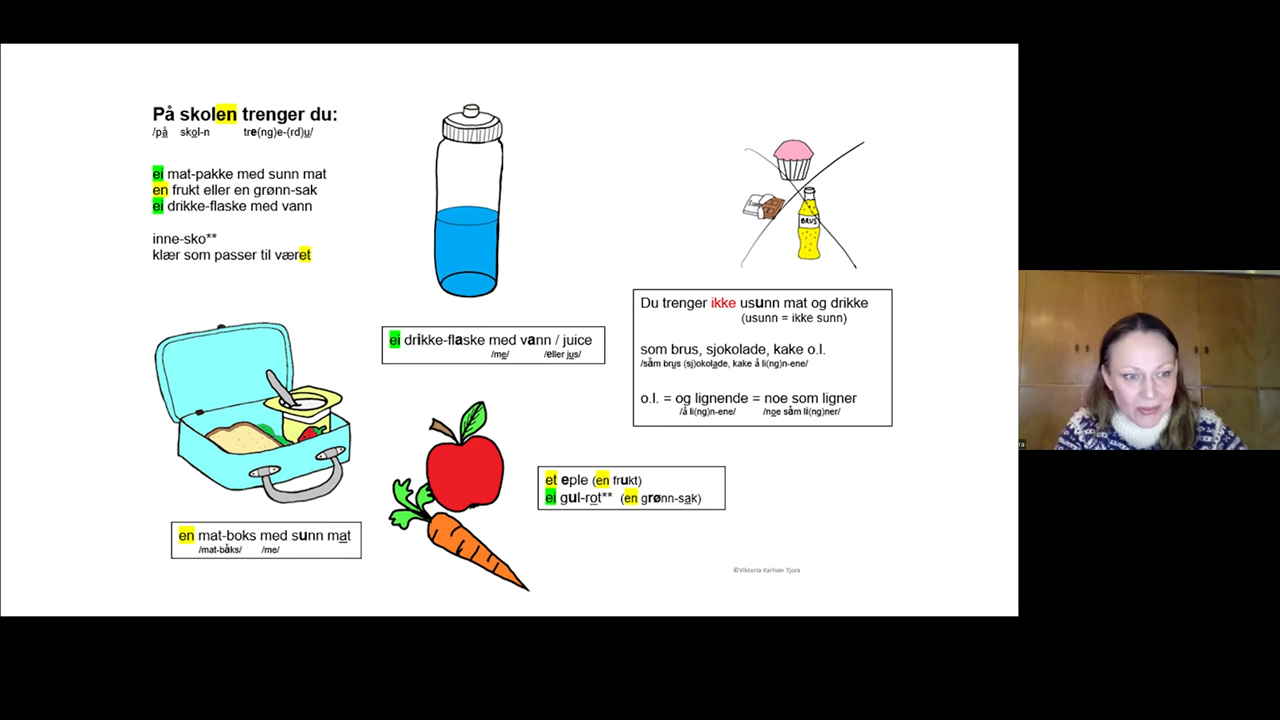 På skolen trenger du:
/på skol-n tre(ng)e-(rd)u/
ei mat-pakke med sunn mat
en frukt eller en grønn-sak
ei drikke-flaske med vann
inne-sko**
klær som passer til været
ei drikke-flaske med vann / juice
/me/ /eller jus/
BRUS
Du trenger ikke usunn mat og drikke
(usunn = ikke sunn)
som brus, sjokolade, kake o.l.
/såm brus (sj)okolade, kake å li(ng)n-ene/
o.l. = og lignende = noe som ligner
/å li(ng)n-ene/ /noe såm li(ng)ner/
et eple (en frukt)
ei gul-rot** (en grønn-sak)
en mat-boks med sunn mat
/mat-båks/ /me/
©Viktoria Karlsen Tjora